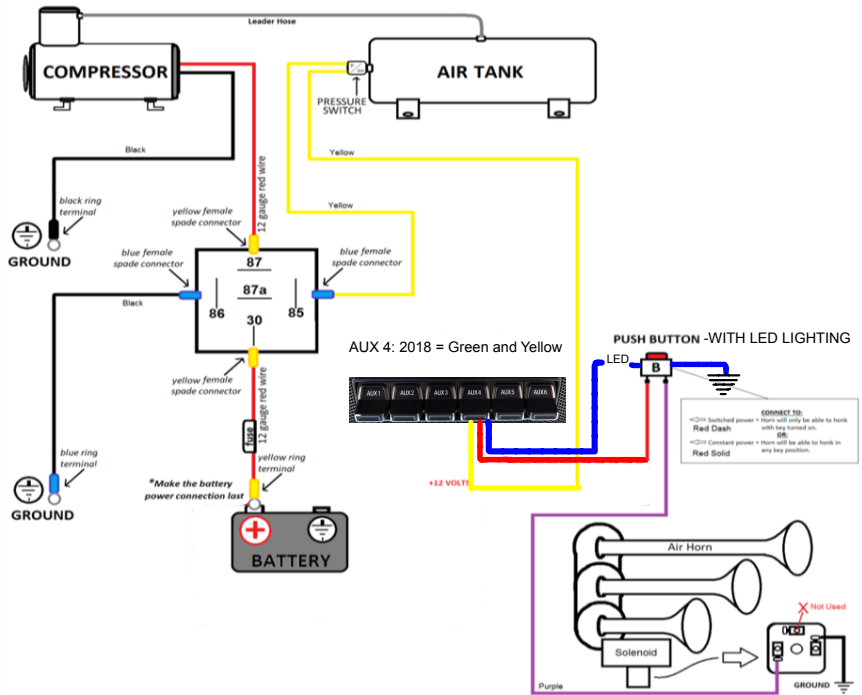 Leader Hose
COMPRESSOR
AIR TANK
PRESSURE
SWITCH
Black
Yellow
12 gauge red wire
black ring
terminal
yellow female
spade connector
Yellow
GROUND
blue female
spade connector
blue female
spade connector
87
87a
86
85
30
Black
AUX 4: 2018 = Green and Yellow
PUSH BUTTON -WITH LED LIGHTING
LED
B
yellow female
spade connector
12 gauge red wire
AUX1 AUX2 AUX3 AUX4 AUX5 AUX6
CONNECT TO:
Switched power = Horn will only be able to honk
Red Dash with key turned on.
OR:
Constant power = Horn will be able to honk in
Red Solid any key position.
fuse
blue ring
terminal
yellow ring
terminal
*Make the battery
power connection last
+12 VOLTS
GROUND
BATTERY
Air Horn
Not Used
Solenoid
Purple
GROUND